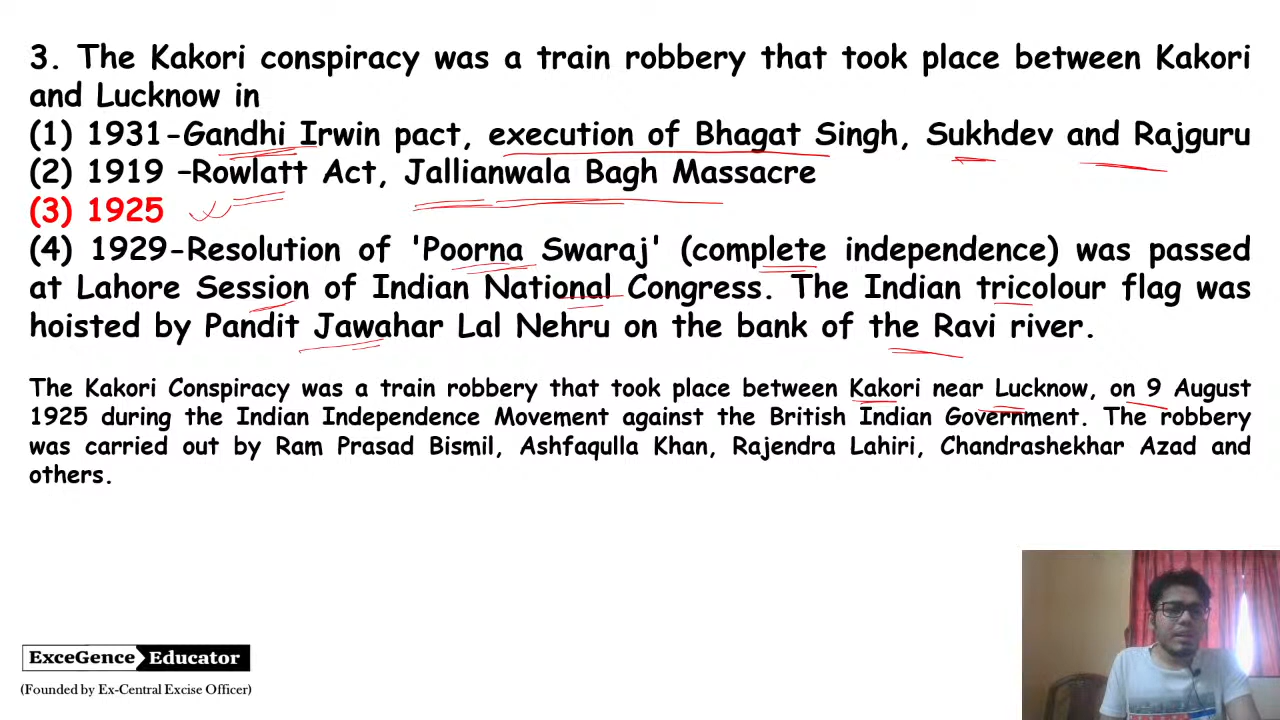 3. The Kakori conspiracy was a train robbery that took place between Kakori
and Lucknow in
(1) 1931-Gandhi Irwin pact, execution of Bhagat Singh, Sukhdev and Rajguru
(2) 1919 –Rowlatt Act, Jallianwala Bagh Massacre
(3) 1925
(4) 1929-Resolution of 'Poorna Swaraj' (complete independence) was passed
at Lahore Session of Indian National Congress. The Indian tricolour flag was
hoisted by Pandit Jawahar Lal Nehru on the bank of the Ravi river.
The Kakori Conspiracy was a train robbery that took place between Kakori near Lucknow, on 9 August
1925 during the Indian Independence Movement against the British Indian Government. The robbery
was carried out by Ram Prasad Bismil, Ashfaqulla Khan, Rajendra Lahiri, Chandrashekhar Azad and
others.
ExceGence Educator
(Founded by Ex-Central Excise Officer)